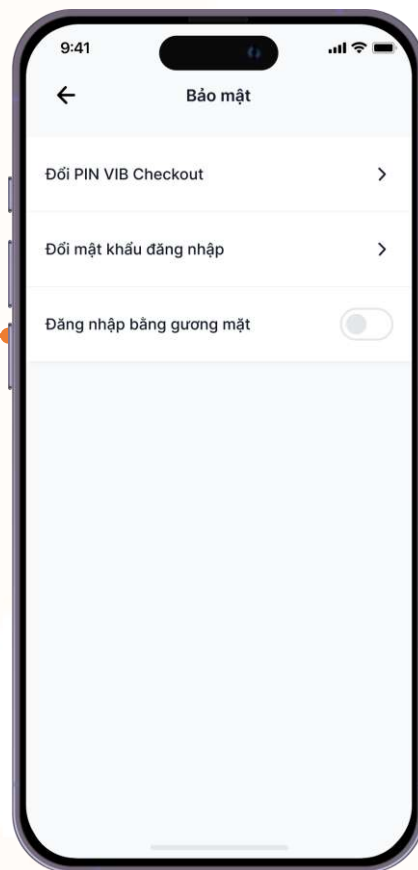 9:41
Bảo mật
Đổi PIN VIB Checkout
Đổi mật khẩu đăng nhập
Đăng nhập bằng gương mặt